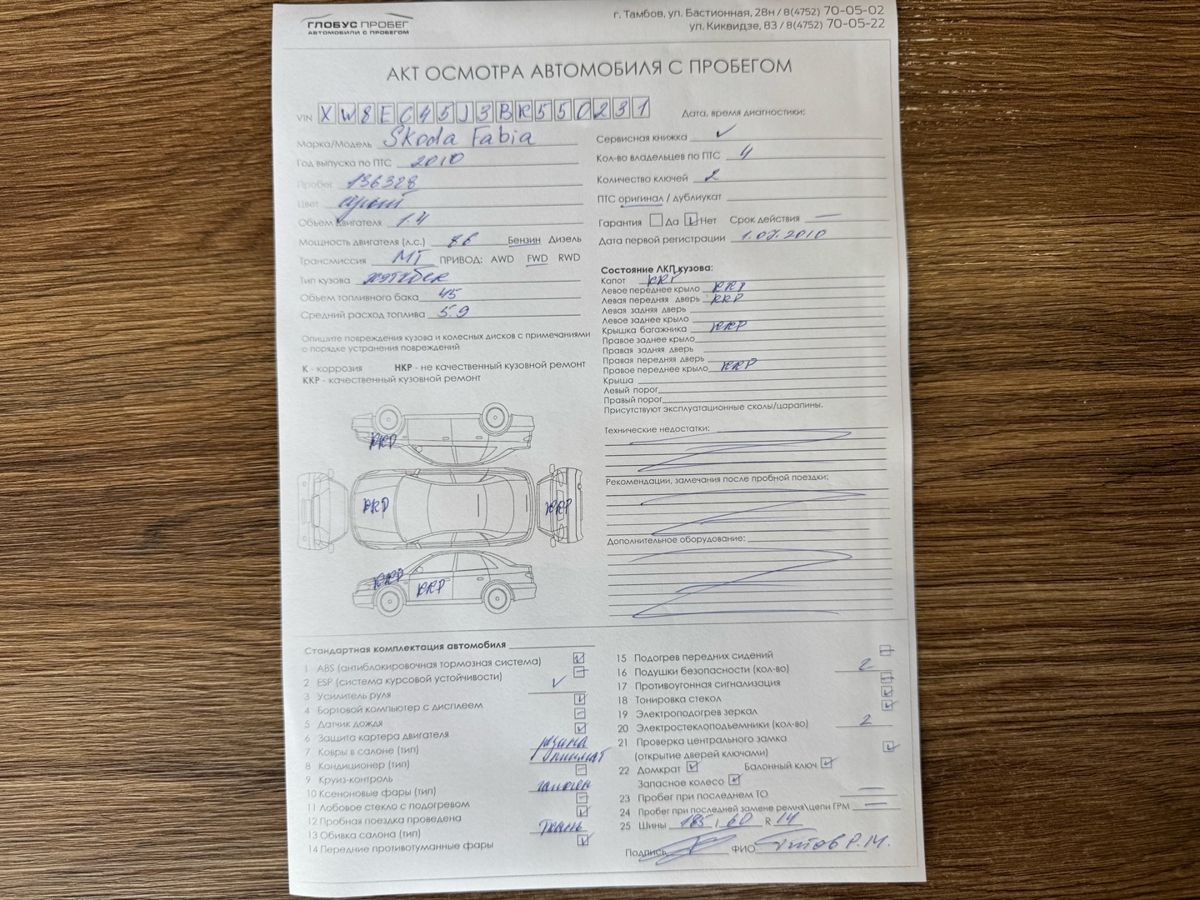 ГЛОБУС ПРОБЕГ
АВТОМОБИЛИ С ПРОБЕГОМ
г. Тамбов, ул. Бастионная, 28н / 8(4752) 70-05-02
ул. Киквидзе, 83 / 8(4752) 70-05-22
АКТ ОСМОТРА АВТОМОБИЛЯ С ПРОБЕГОМ
VIN XW8EC45J3BK550231
Марка/Модель Skoda Fabia
Год выпуска по ПТС 2010
Пробег 136328
Цвет серый
Объем двигателя 1.4
Мощность двигателя (л.с.) 86 Бензин Дизель
Трансмиссия МТ ПРИВОД: AWD FWD RWD
Тип кузова хэтчбек
Объем топливного бака 45
Средний расход топлива 5.9
Опишите повреждения кузова и колесных дисков с примечаниями
о порядке устранения повреждений
К - коррозия НКР - не качественный кузовной ремонт
ККР - качественный кузовной ремонт
ККР
ККР
ККР
ККР
ККР
Дата, время диагностики:
Сервисная книжка ✓
Кол-во владельцев по ПТС 4
Количество ключей 2
ПТС оригинал / дубликат
Гарантия Да Нет Срок действия —
Дата первой регистрации 1.07.2010
Состояние ЛКП кузова:
Капот ККР
Левое переднее крыло ККР
Левая передняя дверь ККР
Левая задняя дверь
Левое заднее крыло
Крышка багажника ККР
Правое заднее крыло
Правая задняя дверь
Правая передняя дверь
Правое переднее крыло ККР
Крыша
Левый порог
Правый порог
Присутствуют эксплуатационные сколы/царапины.
Технические недостатки:
Рекомендации, замечания после пробной поездки:
Дополнительное оборудование:
Стандартная комплектация автомобиля
1 ABS (антиблокировочная тормозная система)
2 ESP (система курсовой устойчивости)
3 Усилитель руля ✓
4 Бортовой компьютер с дисплеем
5 Датчик дождя
6 Защита картера двигателя
7 Ковры в салоне (тип) резина
8 Кондиционер (тип) климат
9 Круиз-контроль
10 Ксеноновые фары (тип) галоген
11 Лобовое стекло с подогревом
12 Пробная поездка проведена
13 Обивка салона (тип) ткань
14 Передние противотуманные фары
15 Подогрев передних сидений
16 Подушки безопасности (кол-во) 2
17 Противоугонная сигнализация
18 Тонировка стекол
19 Электроподогрев зеркал
20 Электростеклоподъемники (кол-во) 2
21 Проверка центрального замка
(открытие дверей ключами)
22 Домкрат Балонный ключ
Запасное колесо
23 Пробег при последнем ТО —
24 Пробег при последней замене ремня\цепи ГРМ —
25 Шины 185 / 60 R 14
Подпись ФИО Титов Р.М.